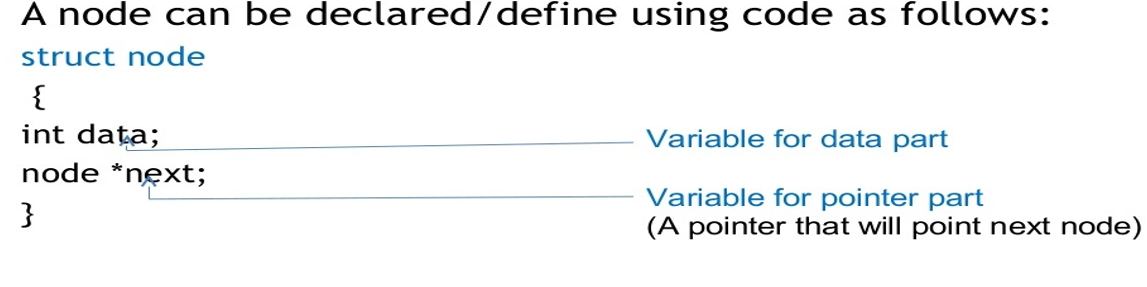 A node can be declared/define using code as follows:
struct node
{
int data;
Variable for data part
node *next;
Variable for pointer part
(A pointer that will point next node)
}